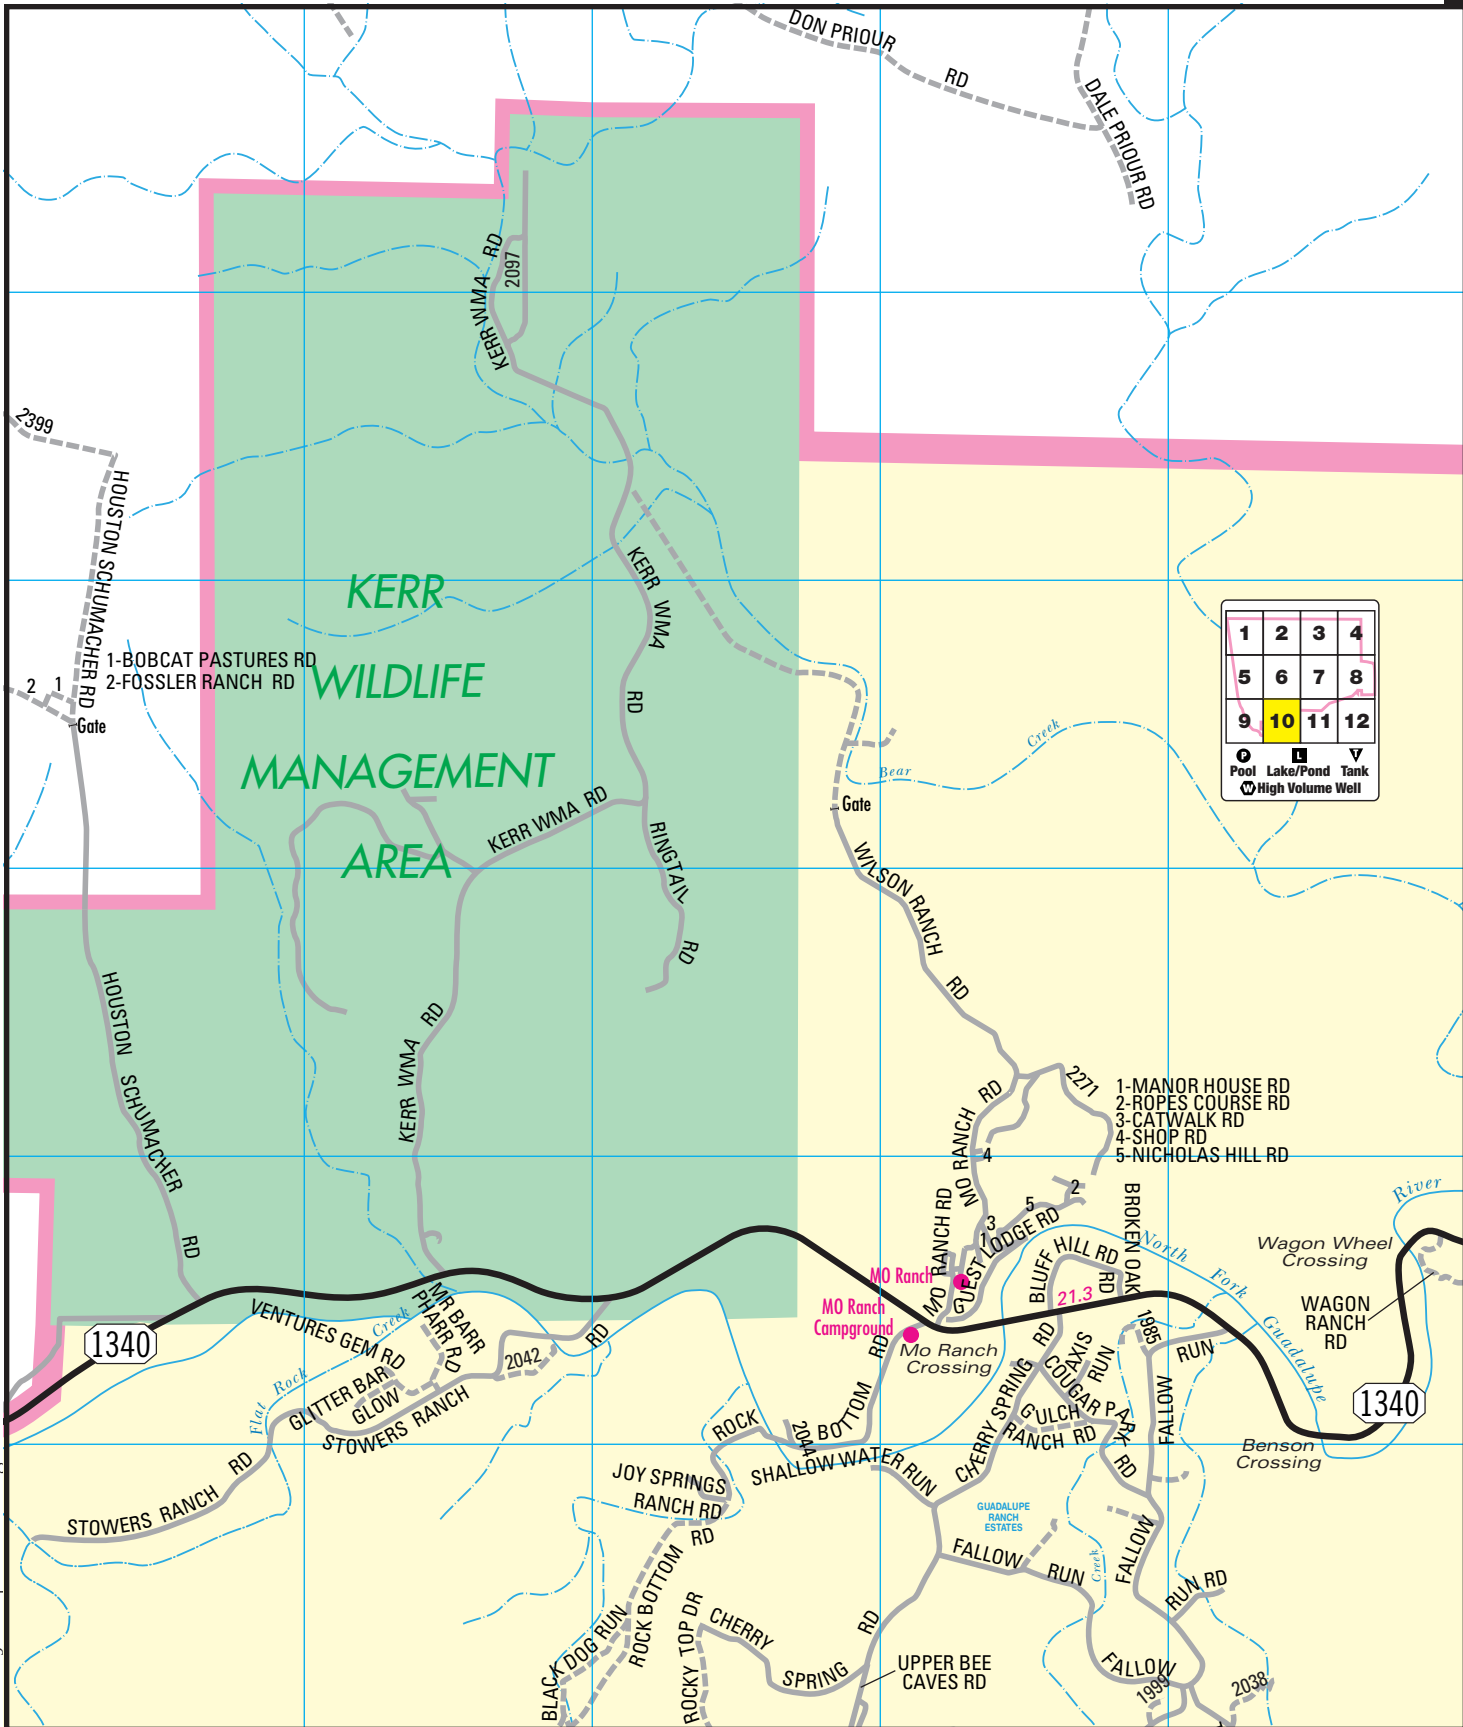 DON PRIOUR
RD
DALE PRIOUR RD
KERR WMA RD
2097
2399
HOUSTON SCHUMACHER RD
1-BOBCAT PASTURES RD
2-FOSSLER RANCH RD
2 1
Gate
KERR
WILDLIFE
MANAGEMENT
AREA
KERR WMA
RD
KERR WMA RD
RINGTAIL
RD
Bear
Creek
Gate
WILSON RANCH
RD
1 2 3 4
5 6 7 8
9 10 11 12
P L T
Pool Lake/Pond Tank
W High Volume Well
HOUSTON
SCHUMACHER
RD
KERR WMA RD
MO RANCH RD
2271
1-MANOR HOUSE RD
2-ROPES COURSE RD
3-CATWALK RD
4-SHOP RD
5-NICHOLAS HILL RD
4
2
5
3
1
MO RANCH RD
GUEST LODGE RD
MO
BLUFF HILL RD
BROKEN OAK
RD
North
Fork
Guadalupe
River
Wagon Wheel
Crossing
WAGON
RANCH
RD
MO Ranch
MO Ranch
Campground
L
21.3
Mo Ranch
Crossing
1340
1340
Benson
Crossing
VENTURES GEM RD
Creek
Rock
Flat
MR BARR
PHARR RD
GLITTER BAR
GLOW
STOWERS RANCH
RD
2042
STOWERS RANCH
RD
ROCK
BOTTOM
RD
2044
SHALLOW WATER RUN
JOY SPRINGS
RANCH RD
RD
ROCK BOTTOM
BLACK DOG RUN
ROCKY TOP DR
CHERRY
SPRING
RD
UPPER BEE
CAVES RD
CHERRY SPRING
RD
AXIS
RUN
COUGAR PARK
RD
GULCH
RANCH RD
1985
RUN
FALLOW
GUADALUPE
RANCH
ESTATES
FALLOW
RUN
Creek
FALLOW
RUN RD
FALLOW
1999
2038